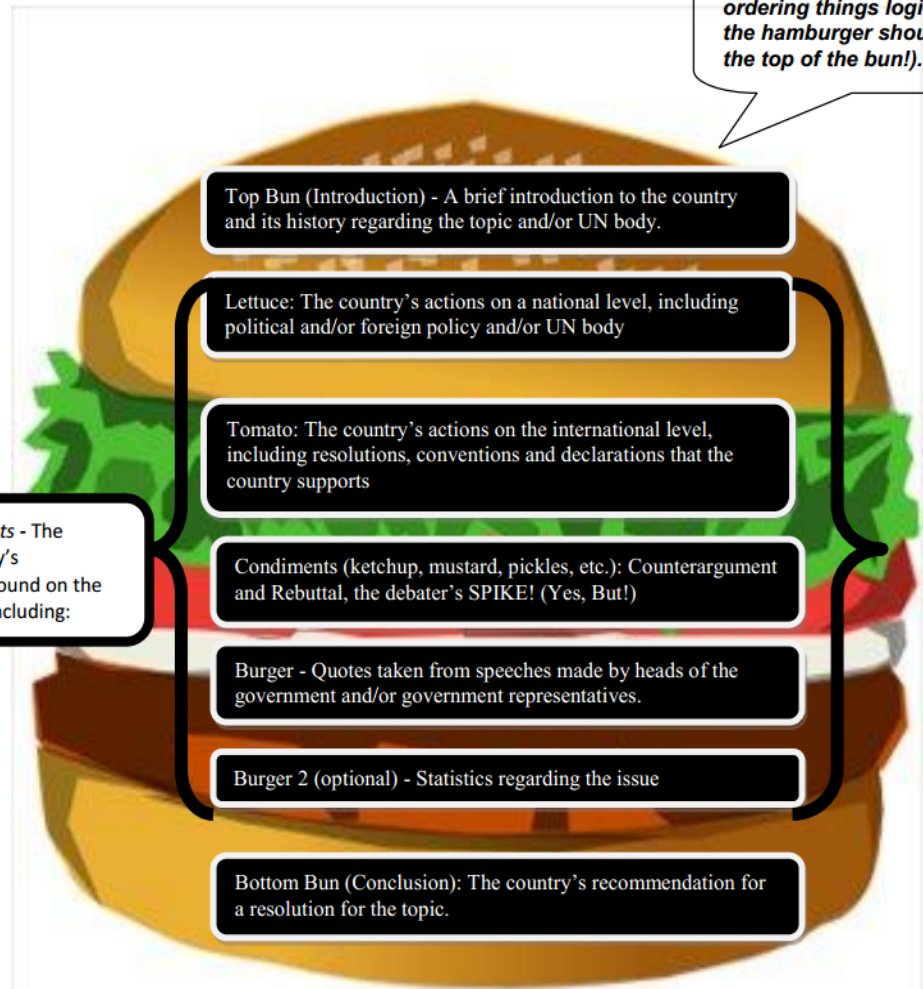 ordering things logi
the hamburger shou
the top of the bun!).
Top Bun (Introduction) - A brief introduction to the country
and its history regarding the topic and/or UN body.
Lettuce: The country's actions on a national level, including
political and/or foreign policy and/or UN body
Tomato: The country's actions on the international level,
including resolutions, conventions and declarations that the
country supports
ts - The
y's
ound on the
ncluding:
Condiments (ketchup, mustard, pickles, etc.): Counterargument
and Rebuttal, the debater's SPIKE! (Yes, But!)
Burger - Quotes taken from speeches made by heads of the
government and/or government representatives.
Burger 2 (optional) - Statistics regarding the issue
Bottom Bun (Conclusion): The country's recommendation for
a resolution for the topic.